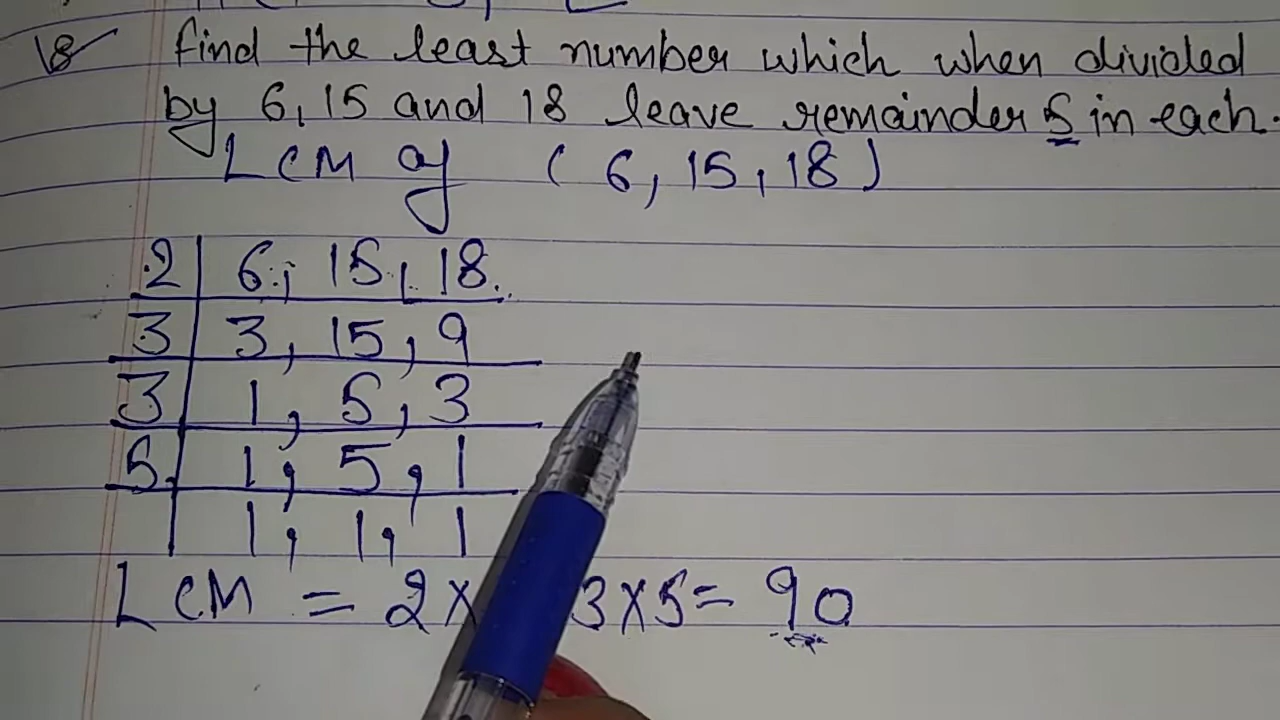 18 find the least number which when divided
by 6, 15 and 18 leave remainder 5 in each.
LCM of (6, 15, 18)
2 | 6, 15, 18
3 | 3, 15, 9
3 | 1, 5, 3
5 | 1, 5, 1
| 1, 1, 1
LCM = 2 × 3 × 5 = 90